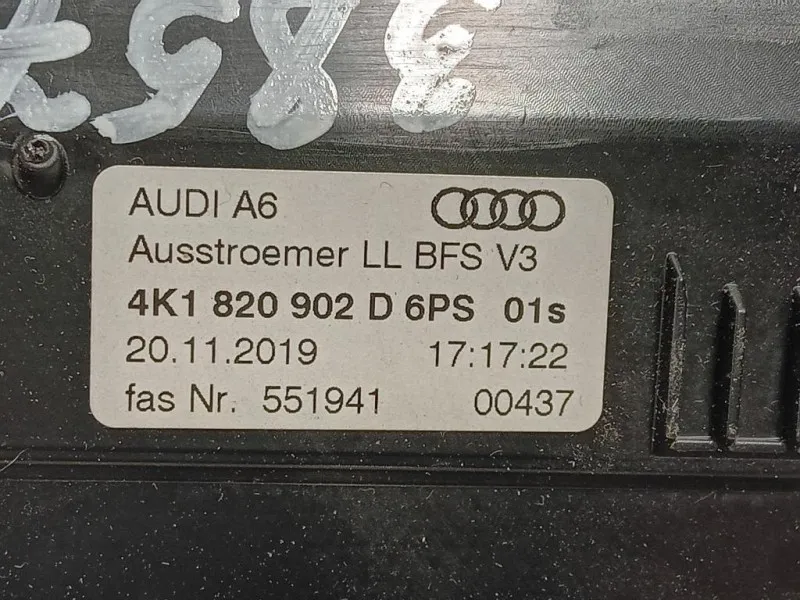 3857
AUDI A6
Ausstroemer LL BFS V3
4K1 820 902 D 6PS 01s
20.11.2019 17:17:22
fas Nr. 551941 00437